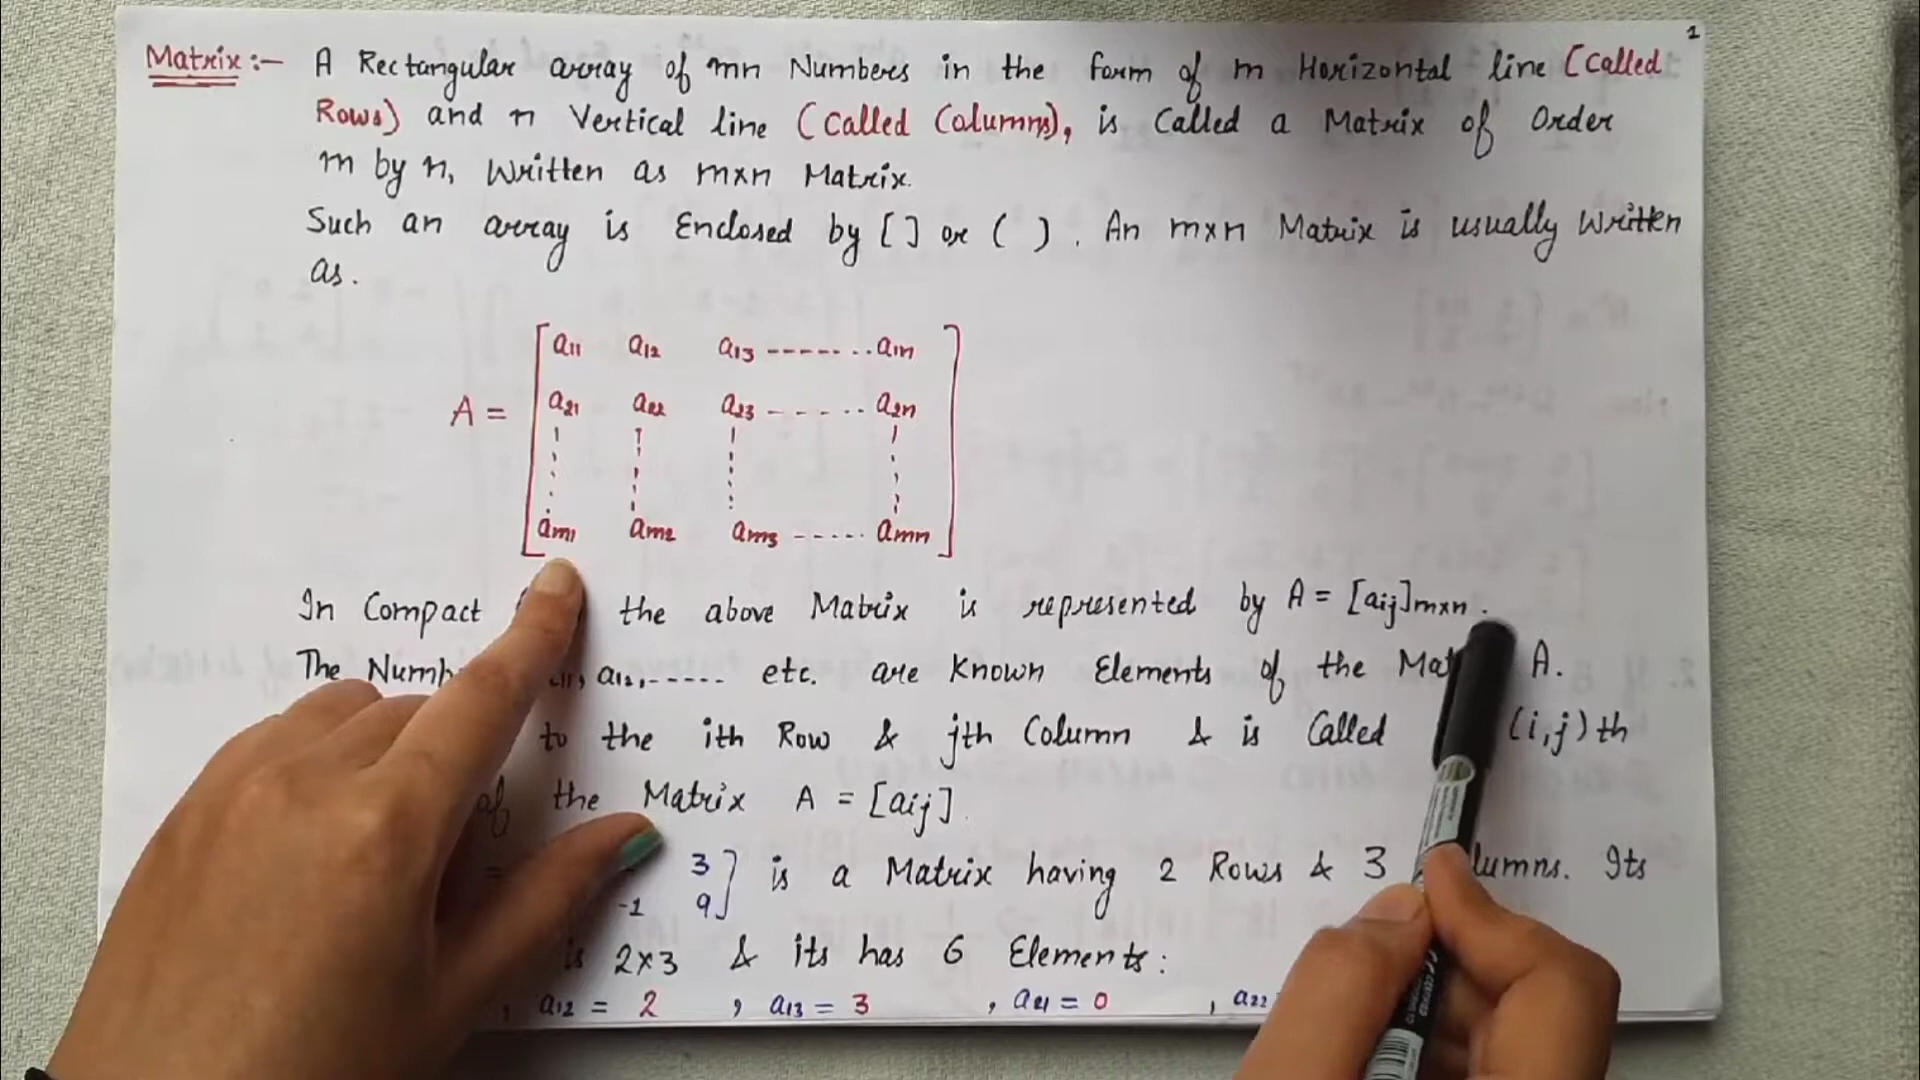 1
Matrix :- A Rectangular array of mn Numbers in the form of m Horizontal line (Called
Rows) and n Vertical line (Called Columns), is Called a Matrix of Order
m by n, Written as m×n Matrix.
Such an array is Enclosed by [ ] or ( ). An m×n Matrix is usually Written
as.
a11 a12 a13 ------.. a1n
A = a21 a22 a23 - - - - .. a2n
am1 am2 am3 ----.. amn
In Compact the above Matrix is represented by A = [aij]m×n.
The a12,----- etc. are Known Elements of the A.
to the ith Row & jth Column & is Called (i,j)th
of the Matrix A = [aij].
= 3 is a Matrix having 2 Rows & 3 Its
-1 9]
is 2×3 & its has 6 Elements:
, a12 = 2 , a13 = 3 , a21 = 0 , a22